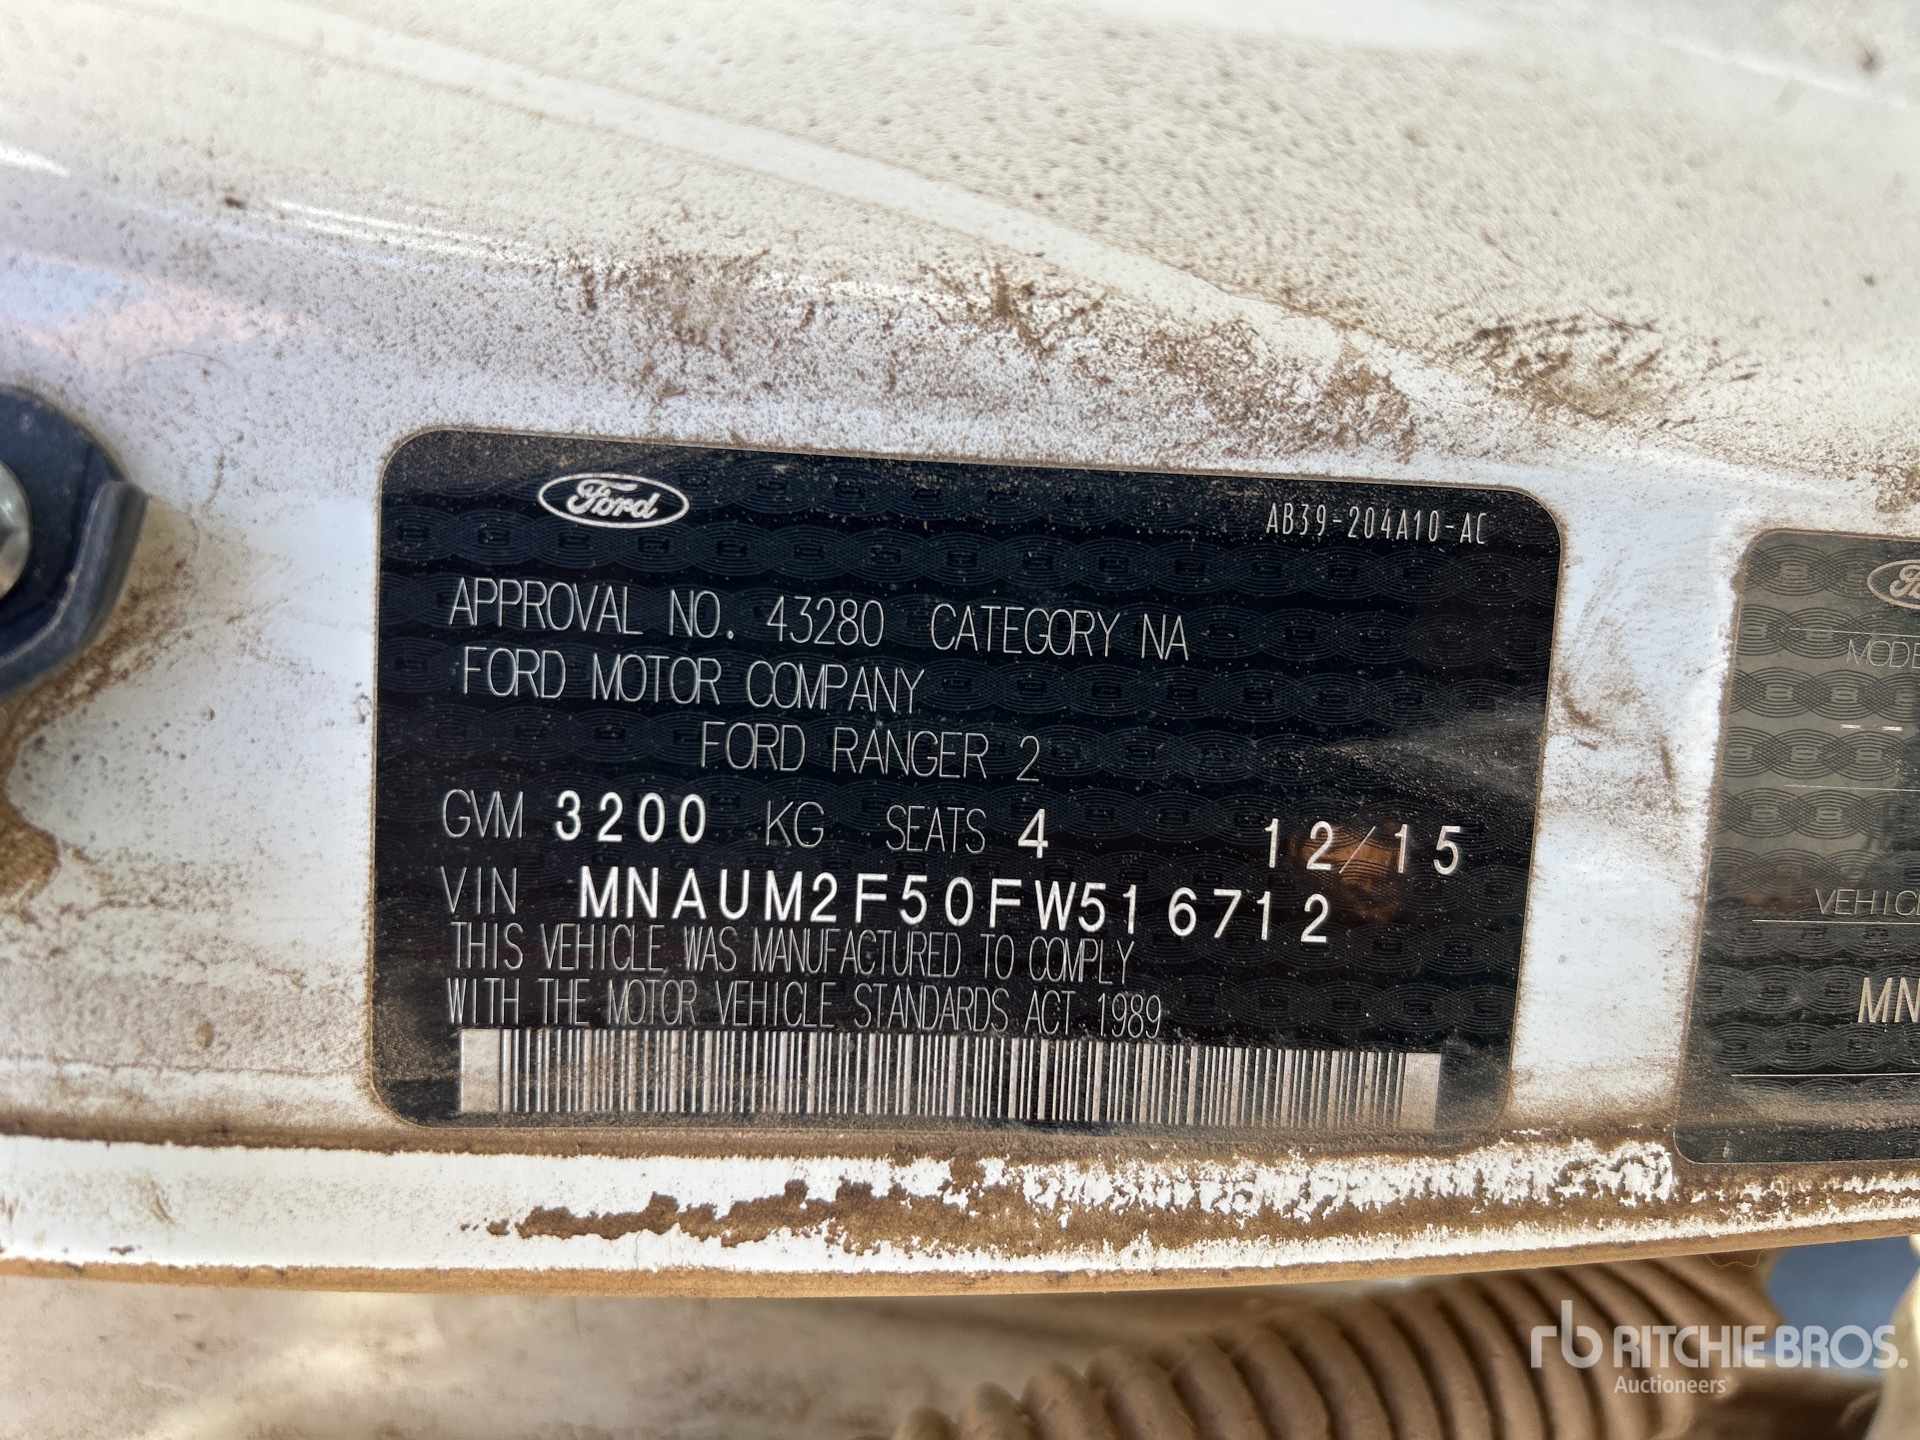 Ford
AB39-204A10-AC
APPROVAL NO. 43280 CATEGORY NA
FORD MOTOR COMPANY
FORD RANGER 2
GVM 3200 KG SEATS 4 12/15
VIN MNAUM2F50FW516712
THIS VEHICLE WAS MANUFACTURED TO COMPLY
WITH THE MOTOR VEHICLE STANDARDS ACT 1989
MN
rb RITCHIE BROS.
Auctioneers